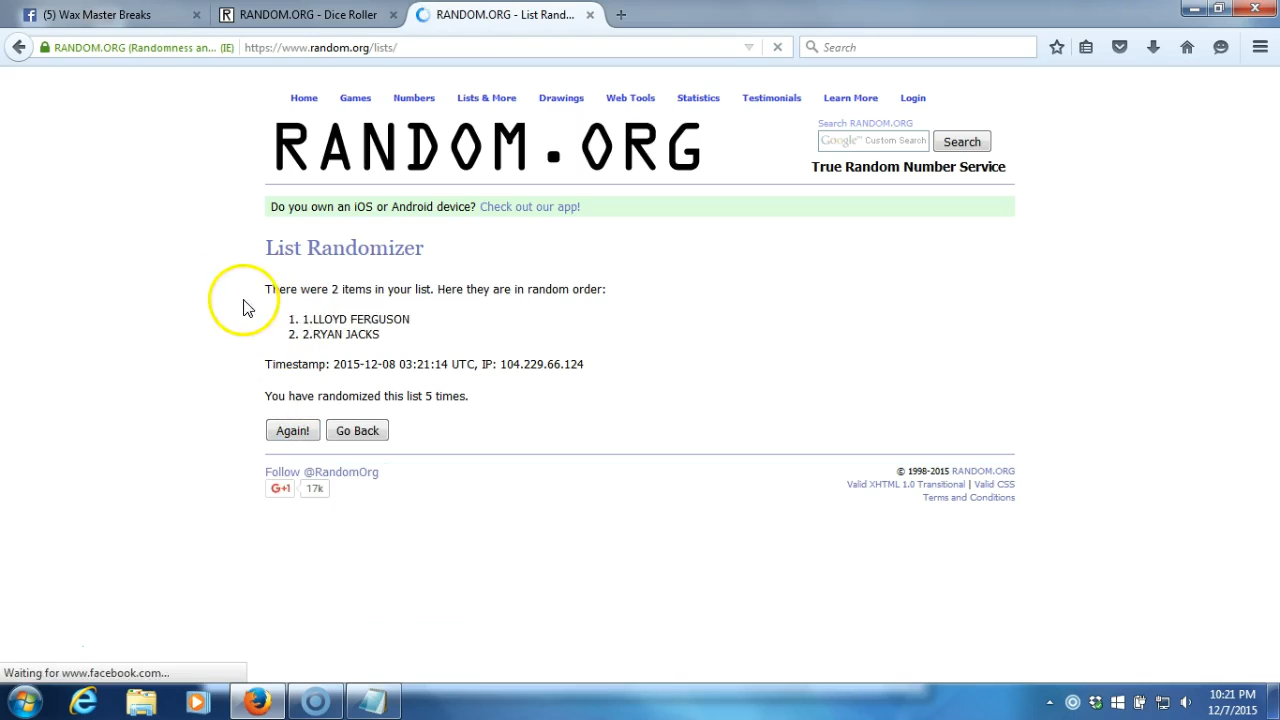 (5) Wax Master Breaks
RANDOM.ORG - Dice Roller
RANDOM.ORG - List Rand...
RANDOM.ORG (Randomness an... (IE)
https://www.random.org/lists/
Search
Home Games Numbers Lists & More Drawings Web Tools Statistics Testimonials Learn More Login
RANDOM.ORG
Search RANDOM.ORG
Google™ Custom Search
Search
True Random Number Service
Do you own an iOS or Android device? Check out our app!
List Randomizer
There were 2 items in your list. Here they are in random order:
1. 1.LLOYD FERGUSON
2. 2.RYAN JACKS
Timestamp: 2015-12-08 03:21:14 UTC, IP: 104.229.66.124
You have randomized this list 5 times.
Again! Go Back
Follow @RandomOrg
G+1 17k
© 1998-2015 RANDOM.ORG
Valid XHTML 1.0 Transitional | Valid CSS
Terms and Conditions
Waiting for www.facebook.com...
10:21 PM
12/7/2015